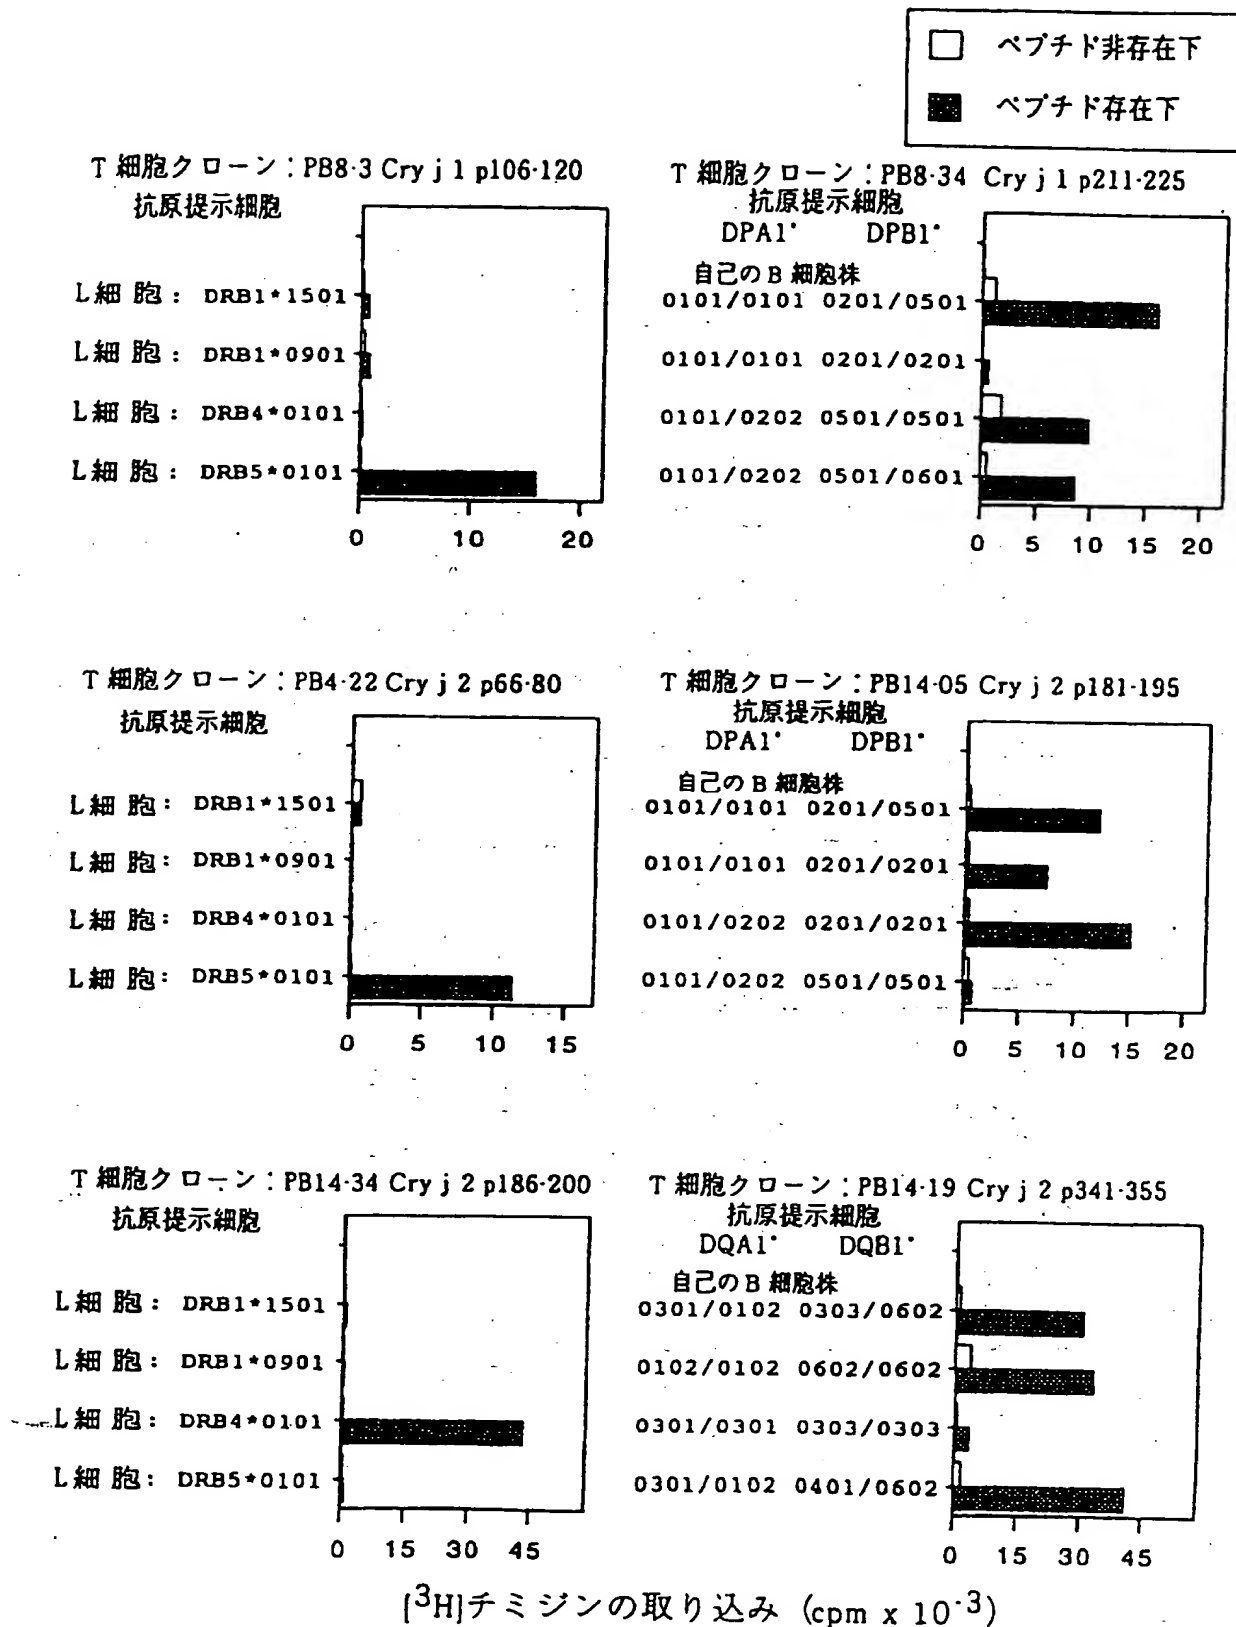 ペプチド非存在下
ペプチド存在下
T 細胞クローン：PB8·3 Cry j 1 p106·120
抗原提示細胞
L細 胞： DRB1*1501
L細 胞： DRB1*0901
L細 胞： DRB4*0101
L細 胞： DRB5*0101
0 10 20
T 細胞クローン：PB8·34 Cry j 1 p211·225
抗原提示細胞
DPA1* DPB1*
自己の B 細胞株
0101/0101 0201/0501
0101/0101 0201/0201
0101/0202 0501/0501
0101/0202 0501/0601
0 5 10 15 20
T 細胞クローン：PB4·22 Cry j 2 p66·80
抗原提示細胞
L細 胞： DRB1*1501
L細 胞： DRB1*0901
L細 胞： DRB4*0101
L細 胞： DRB5*0101
0 5 10 15
T 細胞クローン：PB14·05 Cry j 2 p181·195
抗原提示細胞
DPA1* DPB1*
自己の B 細胞株
0101/0101 0201/0501
0101/0101 0201/0201
0101/0202 0201/0201
0101/0202 0501/0501
0 5 10 15 20
T 細胞クローン：PB14·34 Cry j 2 p186·200
抗原提示細胞
L細 胞： DRB1*1501
L細 胞： DRB1*0901
L細 胞： DRB4*0101
L細 胞： DRB5*0101
0 15 30 45
T 細胞クローン：PB14·19 Cry j 2 p341·355
抗原提示細胞
DQA1* DQB1*
自己の B 細胞株
0301/0102 0303/0602
0102/0102 0602/0602
0301/0301 0303/0303
0301/0102 0401/0602
0 15 30 45
[³H]チミジンの取り込み (cpm x 10⁻³)